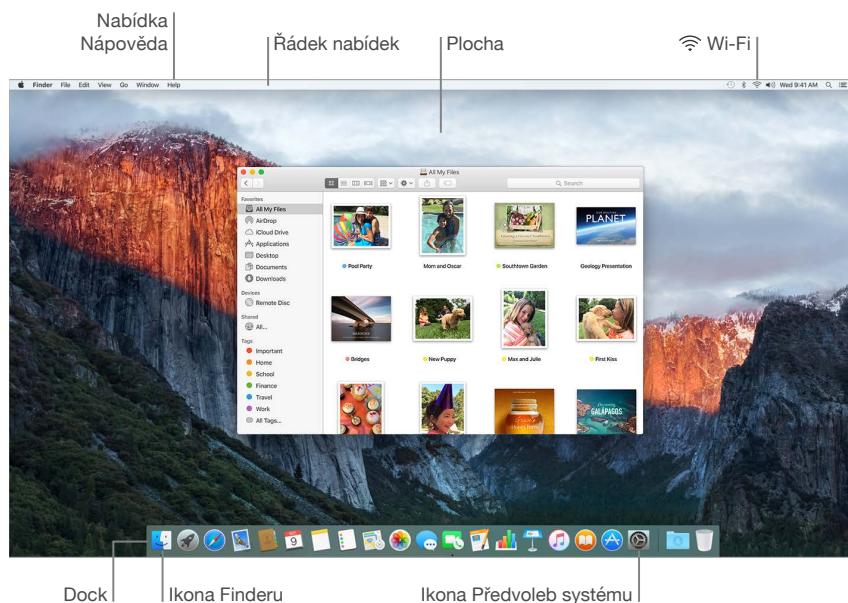 Nabídka
Nápověda
Řádek nabídek
Plocha
Wi-Fi
Finder File Edit View Go Window Help
Wed 9:41 AM
All My Files
Search
Favorites
All My Files
AirDrop
iCloud Drive
Applications
Desktop
Documents
Downloads
Devices
Remote Disc
Shared
All...
Tags
Important
Home
School
Finance
Travel
Work
All Tags...
PLANET
Pool Party
Mom and Oscar
Southtown Garden
Geology Presentation
Bridges
New Puppy
Max and Julie
First Kiss
GALÁPAGOS
9
Dock
Ikona Finderu
Ikona Předvoleb systému